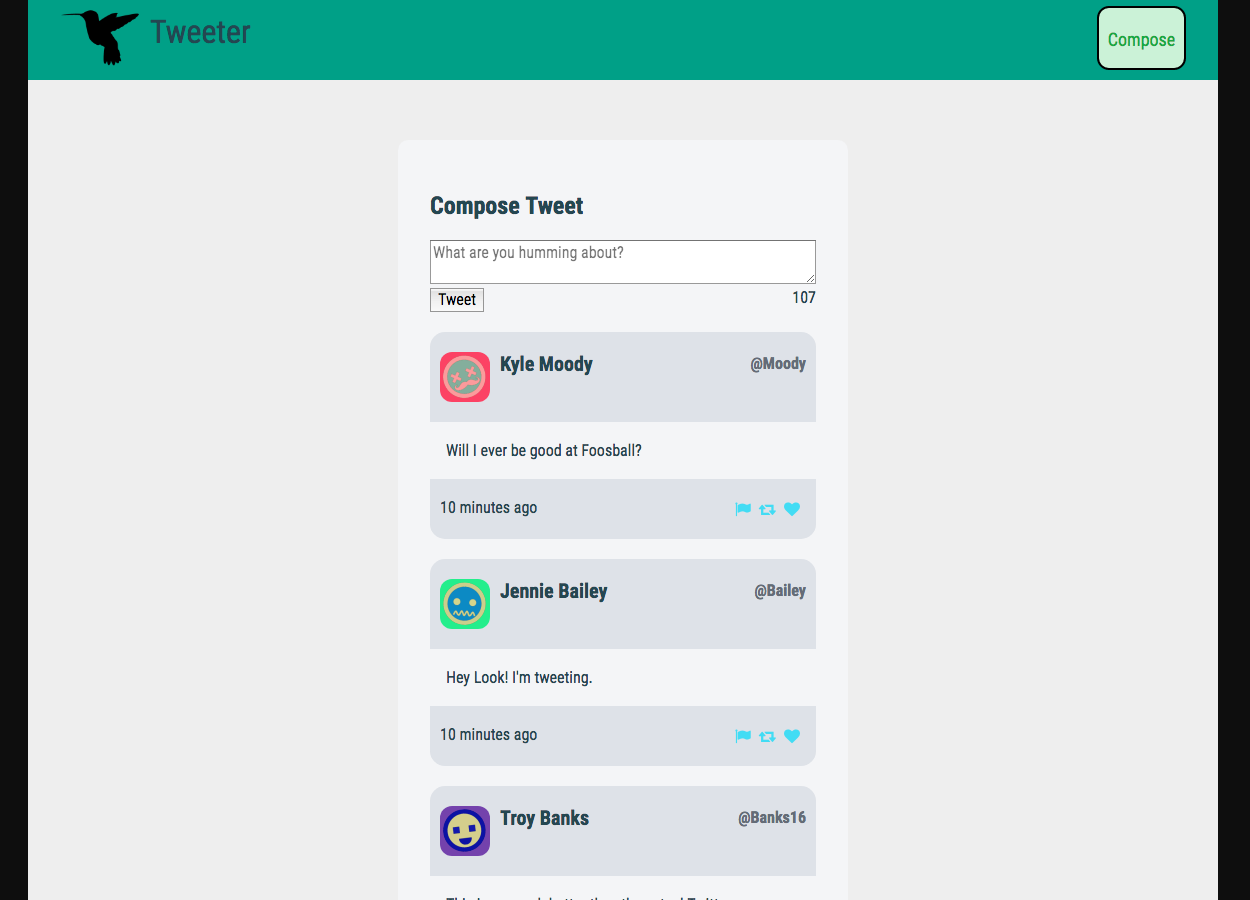 Tweeter
Compose
Compose Tweet
What are you humming about?
Tweet
107
Kyle Moody
@Moody
Will I ever be good at Foosball?
10 minutes ago
Jennie Bailey
@Bailey
Hey Look! I'm tweeting.
10 minutes ago
Troy Banks
@Banks16